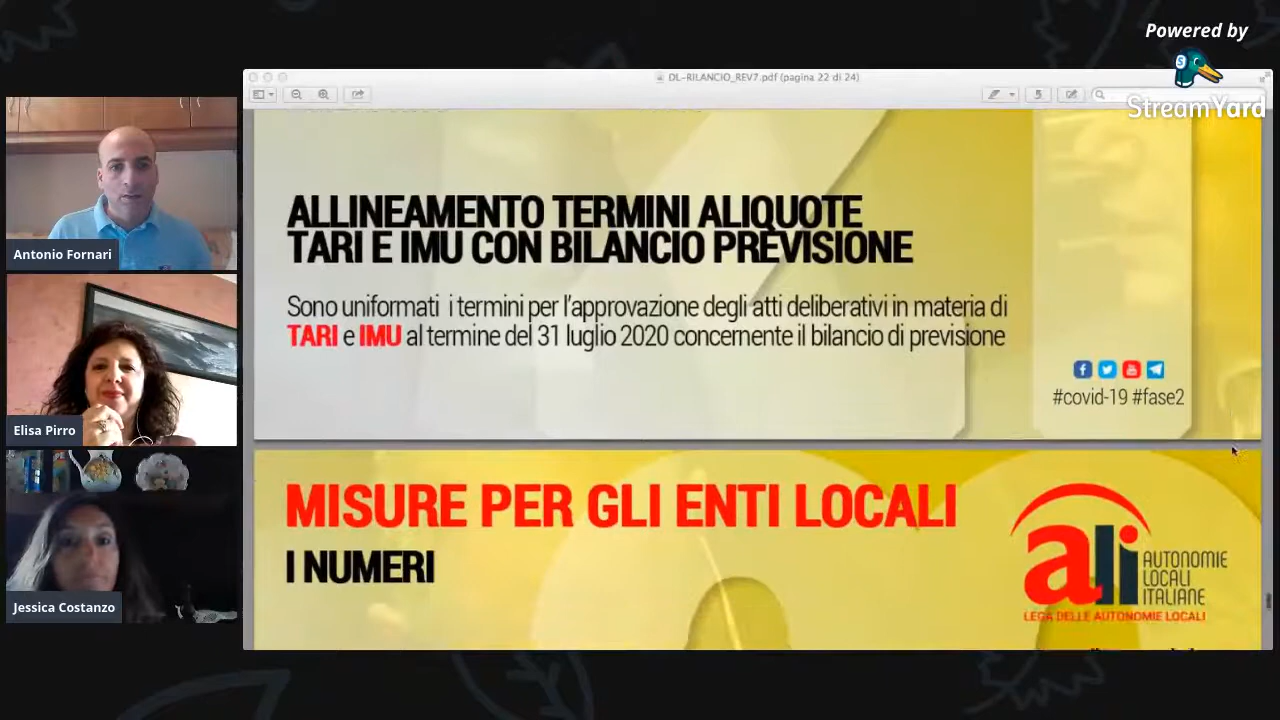 Powered by
StreamYard
DL-RILANCIO_REV7.pdf (pagina 22 di 24)
Antonio Fornari
Elisa Pirro
Jessica Costanzo
ALLINEAMENTO TERMINI ALIQUOTE
TARI E IMU CON BILANCIO PREVISIONE
Sono uniformati i termini per l'approvazione degli atti deliberativi in materia di
TARI e IMU al termine del 31 luglio 2020 concernente il bilancio di previsione
#covid-19 #fase2
MISURE PER GLI ENTI LOCALI
I NUMERI
ali
AUTONOMIE
LOCALI
ITALIANE
LEGA DELLE AUTONOMIE LOCALI